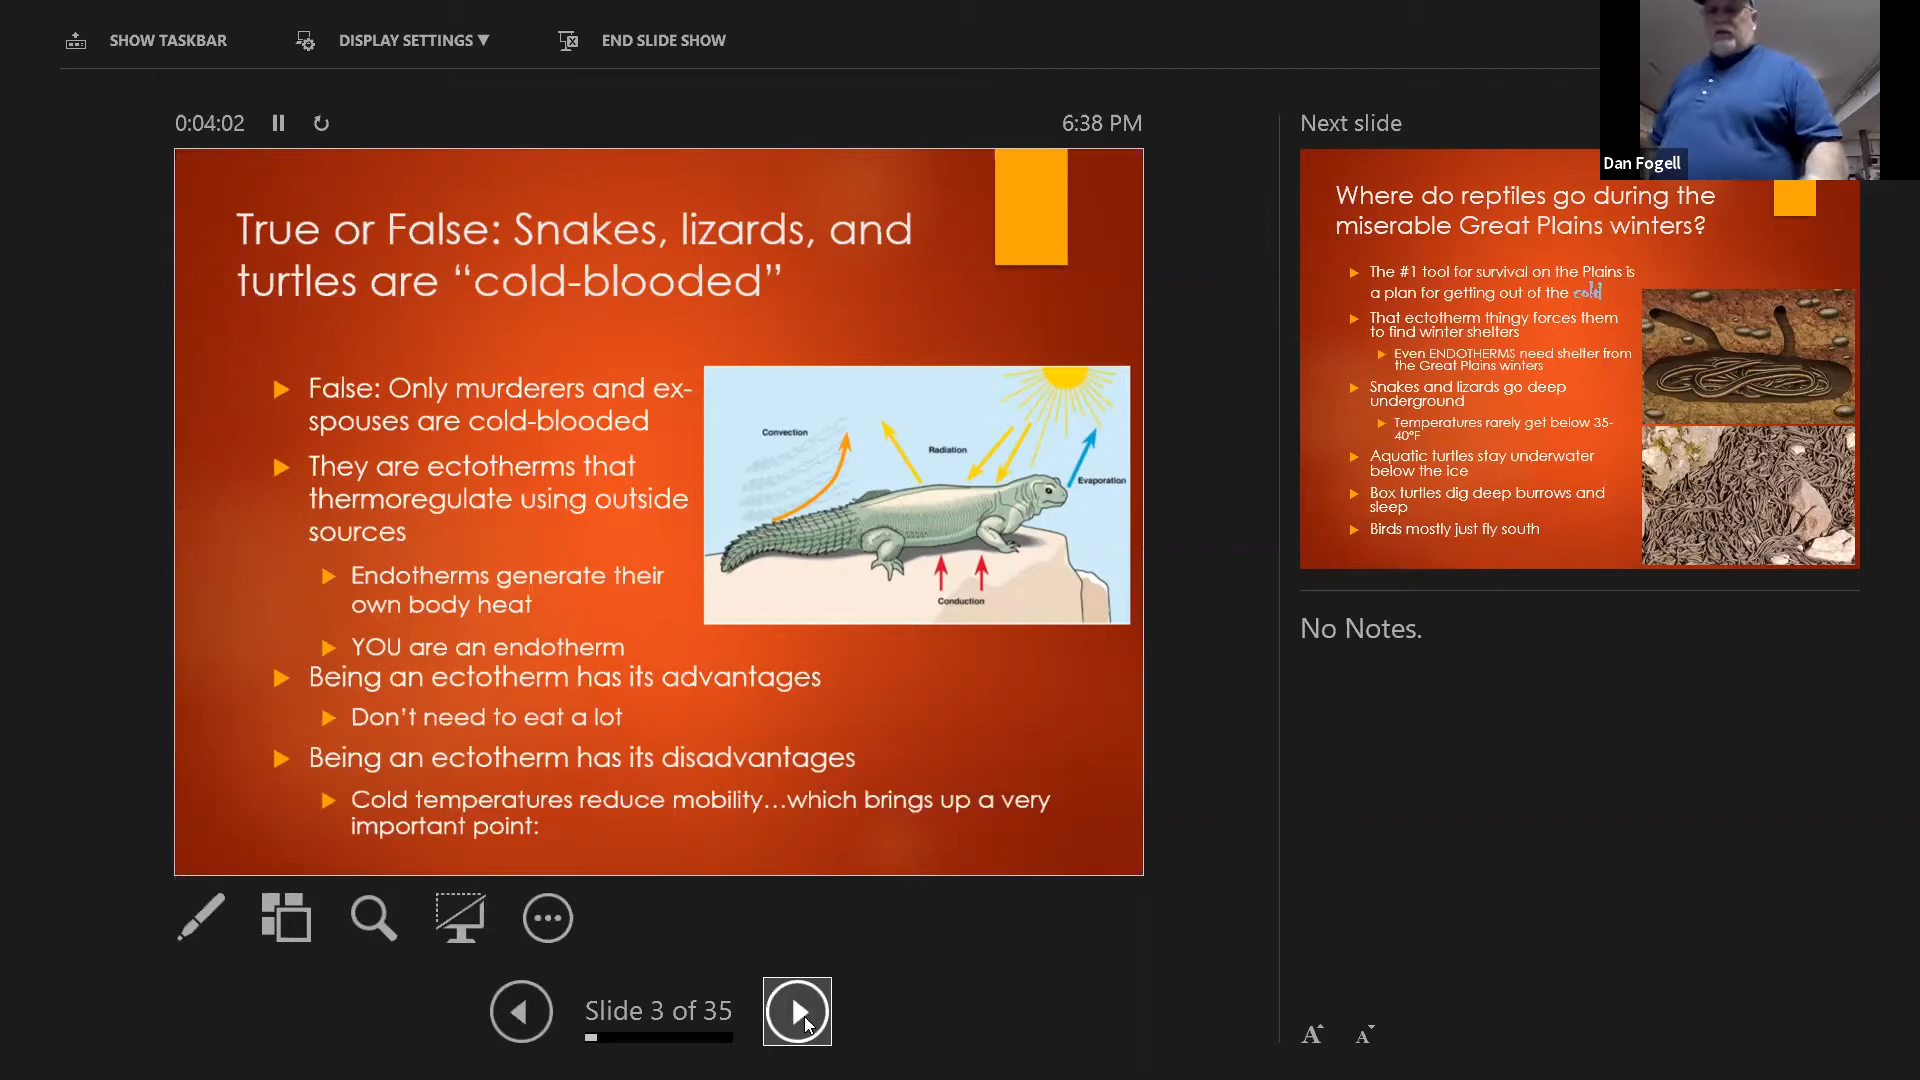 SHOW TASKBAR
DISPLAY SETTINGS ▼
END SLIDE SHOW
0:04:02
6:38 PM
True or False: Snakes, lizards, and
turtles are “cold-blooded”
False: Only murderers and ex-
spouses are cold-blooded
They are ectotherms that
thermoregulate using outside
sources
Endotherms generate their
own body heat
YOU are an endotherm
Being an ectotherm has its advantages
Don’t need to eat a lot
Being an ectotherm has its disadvantages
Cold temperatures reduce mobility…which brings up a very
important point:
Convection
Radiation
Evaporation
Conduction
Slide 3 of 35
Next slide
Dan Fogell
Where do reptiles go during the
miserable Great Plains winters?
The #1 tool for survival on the Plains is
a plan for getting out of the cold
That ectotherm thingy forces them
to find winter shelters
Even ENDOTHERMS need shelter from
the Great Plains winters
Snakes and lizards go deep
underground
Temperatures rarely get below 35-
40°F
Aquatic turtles stay underwater
below the ice
Box turtles dig deep burrows and
sleep
Birds mostly just fly south
No Notes.
A A